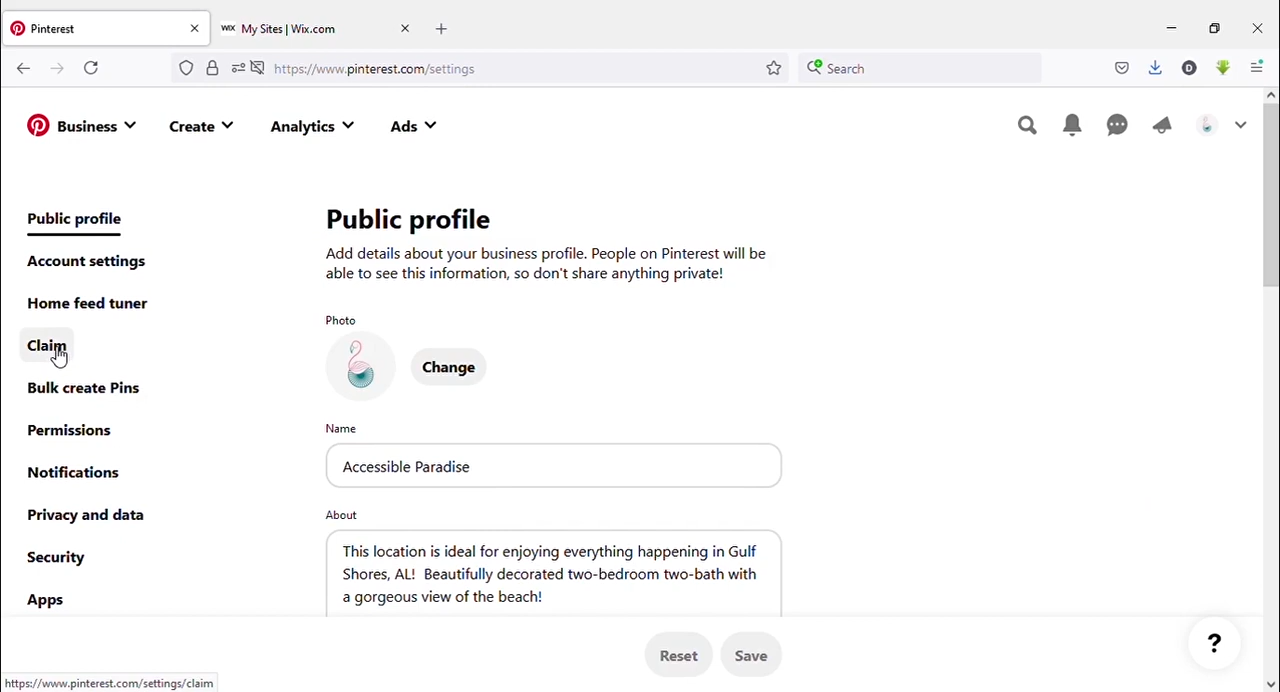 Pinterest
WIX My Sites | Wix.com
https://www.pinterest.com/settings
Search
D
Business Create Analytics Ads
Public profile
Account settings
Home feed tuner
Claim
Bulk create Pins
Permissions
Notifications
Privacy and data
Security
Apps
Public profile
Add details about your business profile. People on Pinterest will be
able to see this information, so don't share anything private!
Photo
Change
Name
Accessible Paradise
About
This location is ideal for enjoying everything happening in Gulf
Shores, AL! Beautifully decorated two-bedroom two-bath with
a gorgeous view of the beach!
Reset Save
?
https://www.pinterest.com/settings/claim